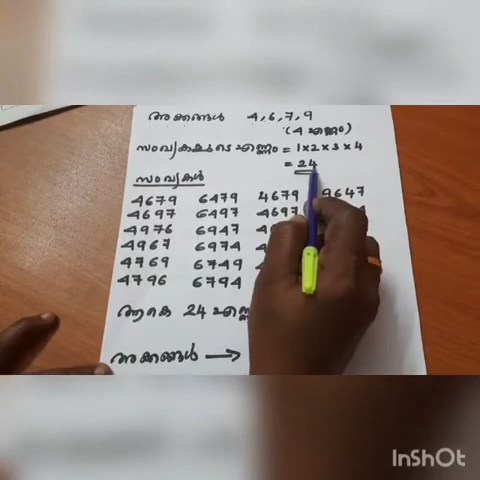 അക്കങ്ങൾ 4,6,7,9
(4 എണ്ണം)
സംഖ്യകളുടെ എണ്ണം = 1×2×3×4
= 24
സംഖ്യകൾ
4679 6479 4679 9647
4697 6497 4697
4976 6947
4967 6974
4769 6749
4796 6794
ആകെ 24
അക്കങ്ങൾ →
InShOt